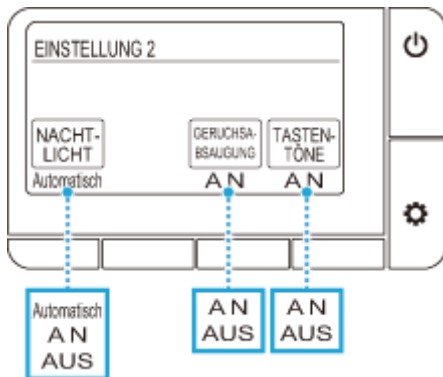 EINSTELLUNG 2
NACHT-
LICHT
Automatisch
GERUCHSA-
BSAUGUNG
AN
TASTEN-
TÖNE
AN
Automatisch
AN
AUS
AN
AUS
AN
AUS